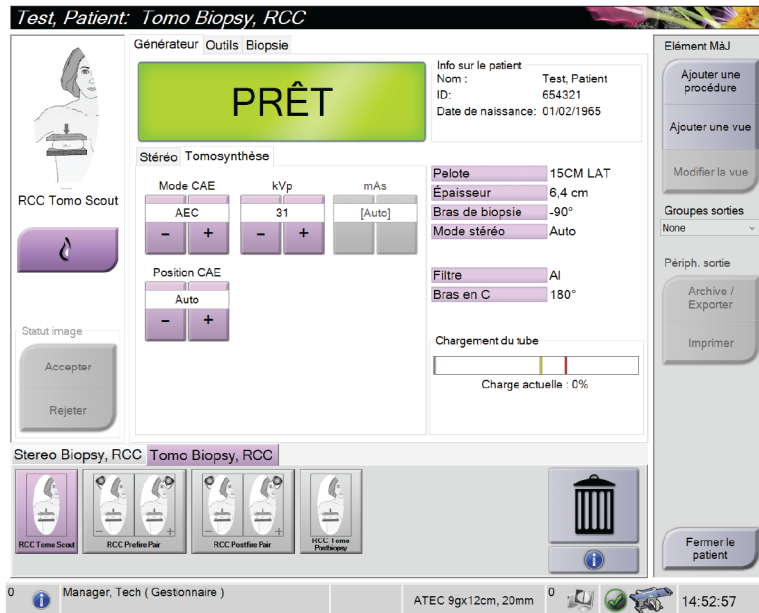 Test, Patient: Tomo Biopsy, RCC
Générateur Outils Biopsie
PRÊT
Info sur le patient
Nom : Test, Patient
ID: 654321
Date de naissance: 01/02/1965
Elément MàJ
Ajouter une
procédure
Ajouter une vue
Modifier la vue
Groupes sorties
None
Périph. sortie
Archive /
Exporter
Imprimer
Fermer le
patient
RCC Tomo Scout
Statut image
Accepter
Rejeter
Stéréo Tomosynthèse
Mode CAE kVp mAs
AEC 31 [Auto]
- + - +
Position CAE
Auto
- +
Pelote 15CM LAT
Épaisseur 6,4 cm
Bras de biopsie -90°
Mode stéréo Auto
Filtre Al
Bras en C 180°
Chargement du tube
Charge actuelle : 0%
Stereo Biopsy, RCC Tomo Biopsy, RCC
RCC Tomo Scout
- +
RCC Prefire Pair
- +
RCC Postfire Pair
RCC Tomo
Postbiopsy
0 Manager, Tech ( Gestionnaire ) ATEC 9gx12cm, 20mm 0 14:52:57